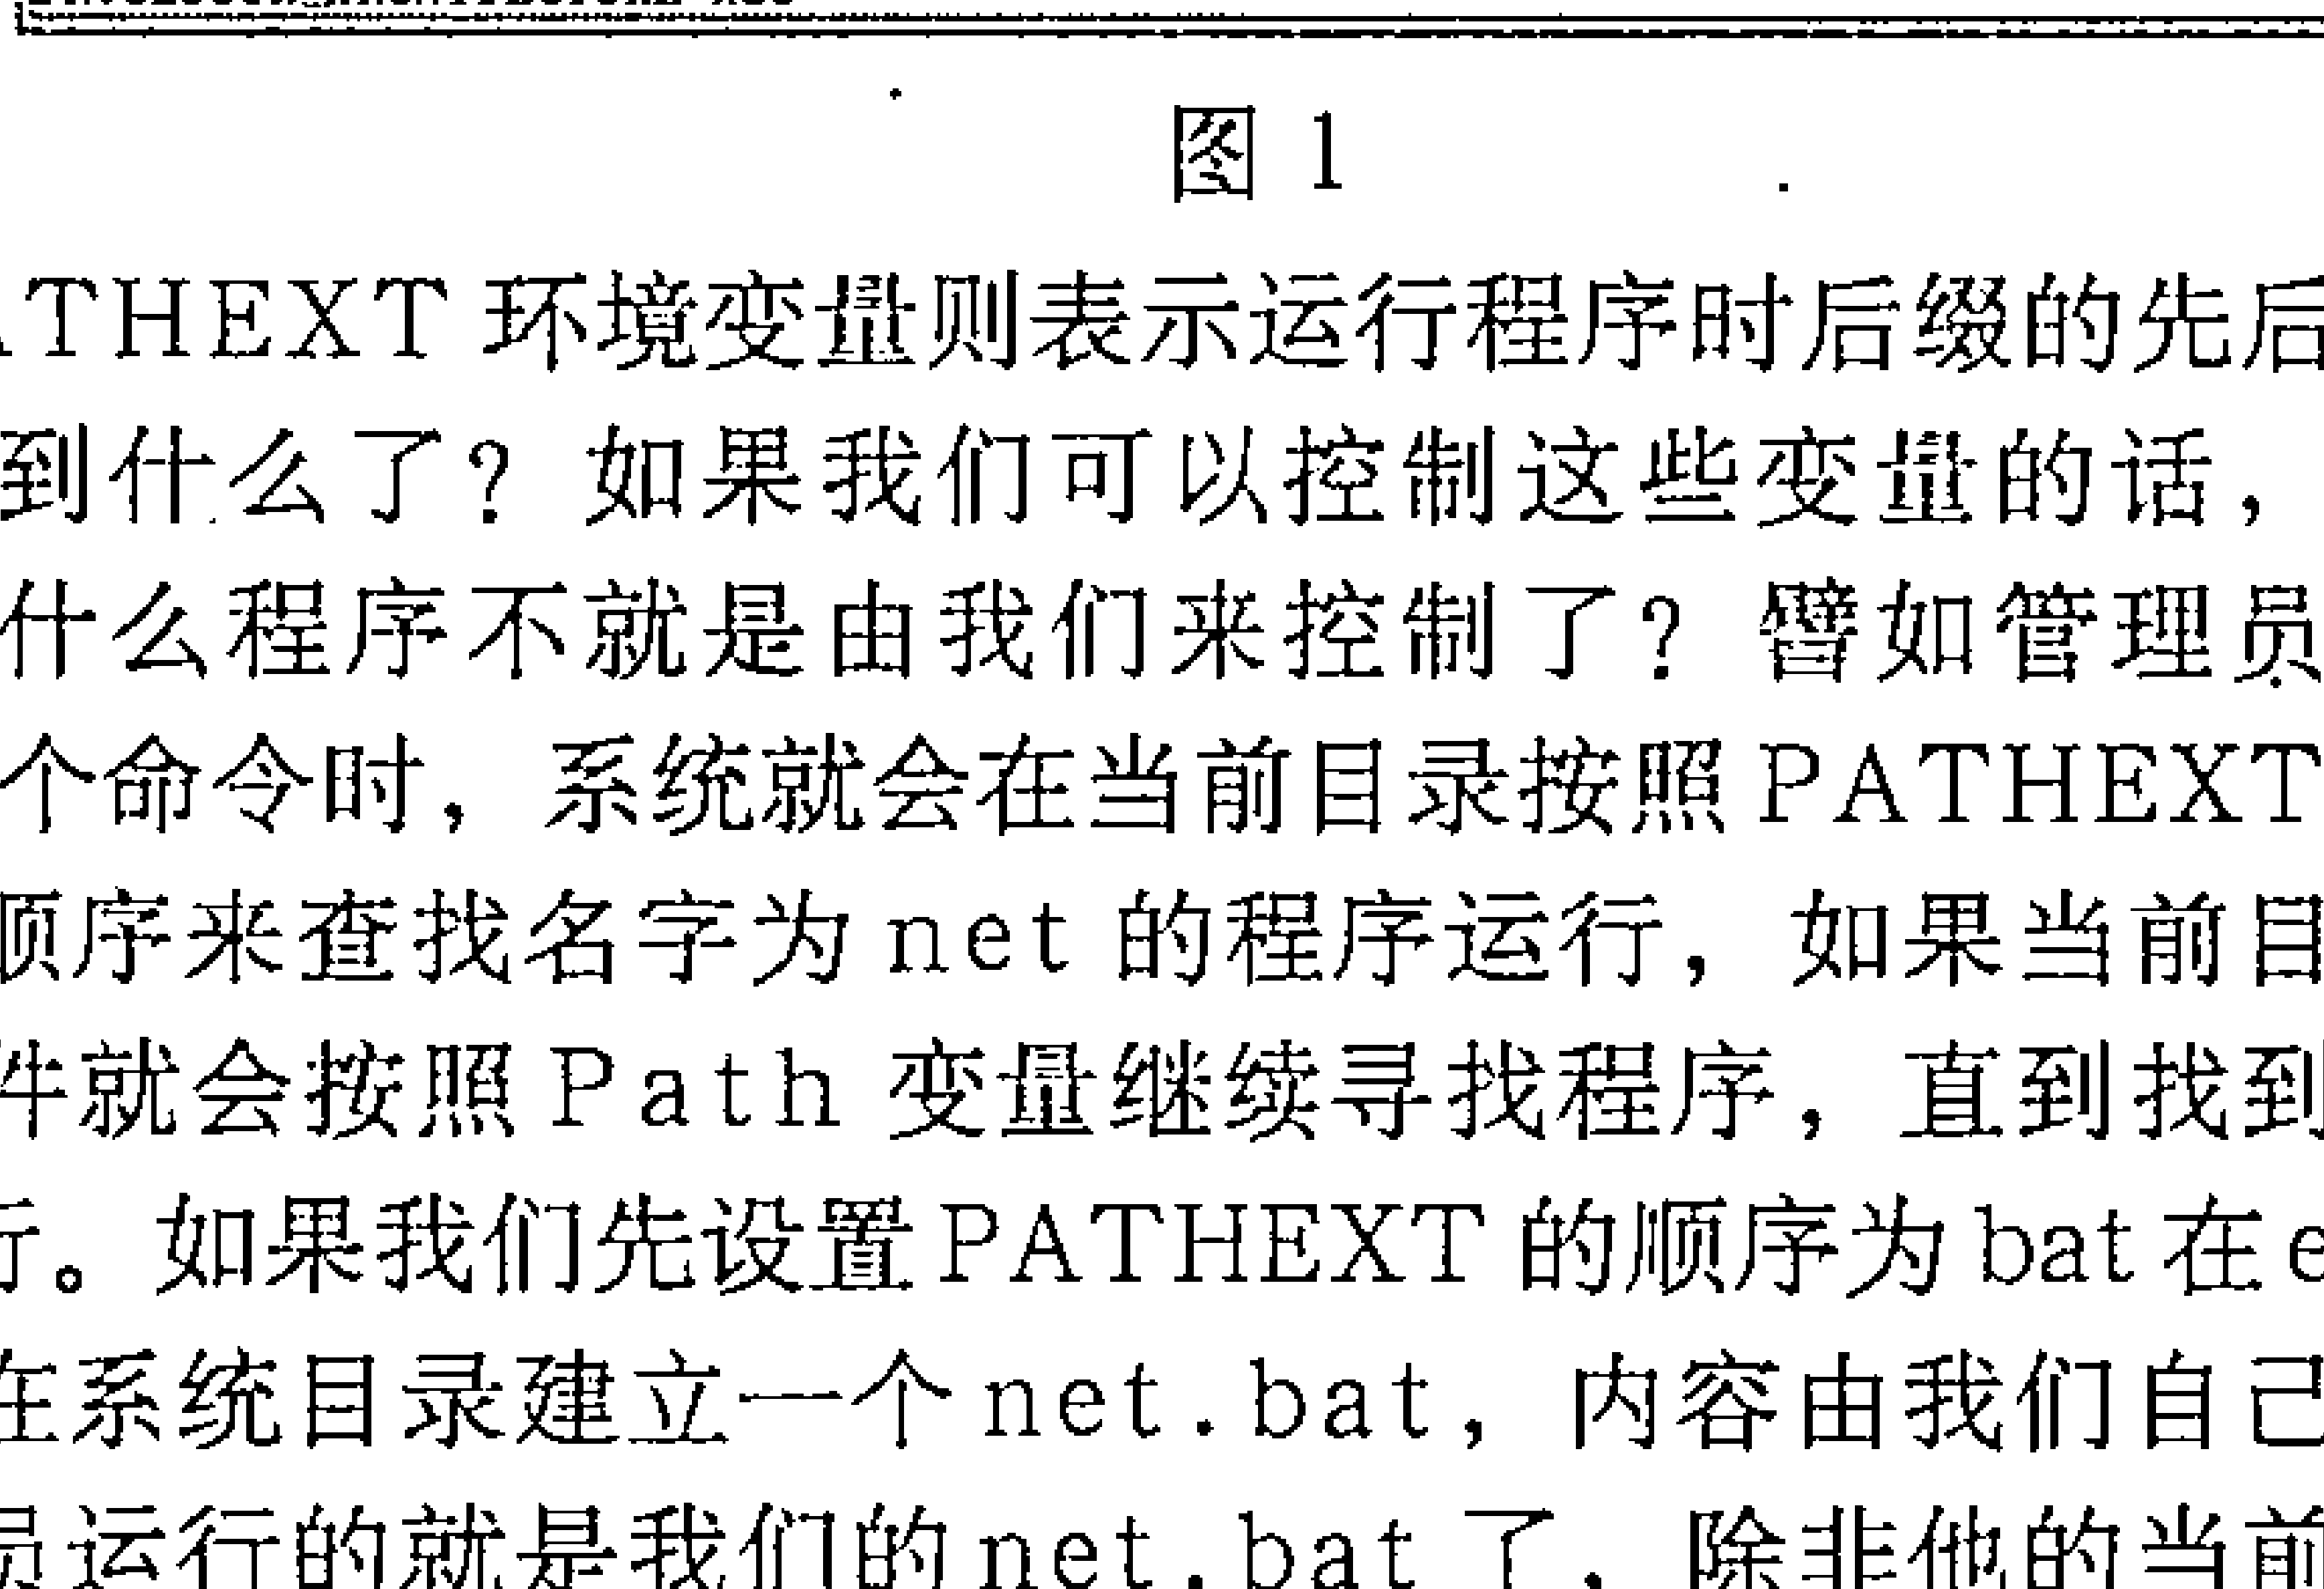 图 1
ATHEXT 环境变量则表示运行程序时后缀的先后
到什么了？如果我们可以控制这些变量的话，
什么程序不就是由我们来控制了？譬如管理员
个命令时，系统就会在当前目录按照 PATHEXT
顺序来查找名字为 net 的程序运行，如果当前目
件就会按照 Path 变量继续寻找程序，直到找到
行。如果我们先设置 PATHEXT 的顺序为 bat 在 e
在系统目录建立一个 net.bat，内容由我们自己
员运行的就是我们的 net.bat 了，除非他的当前